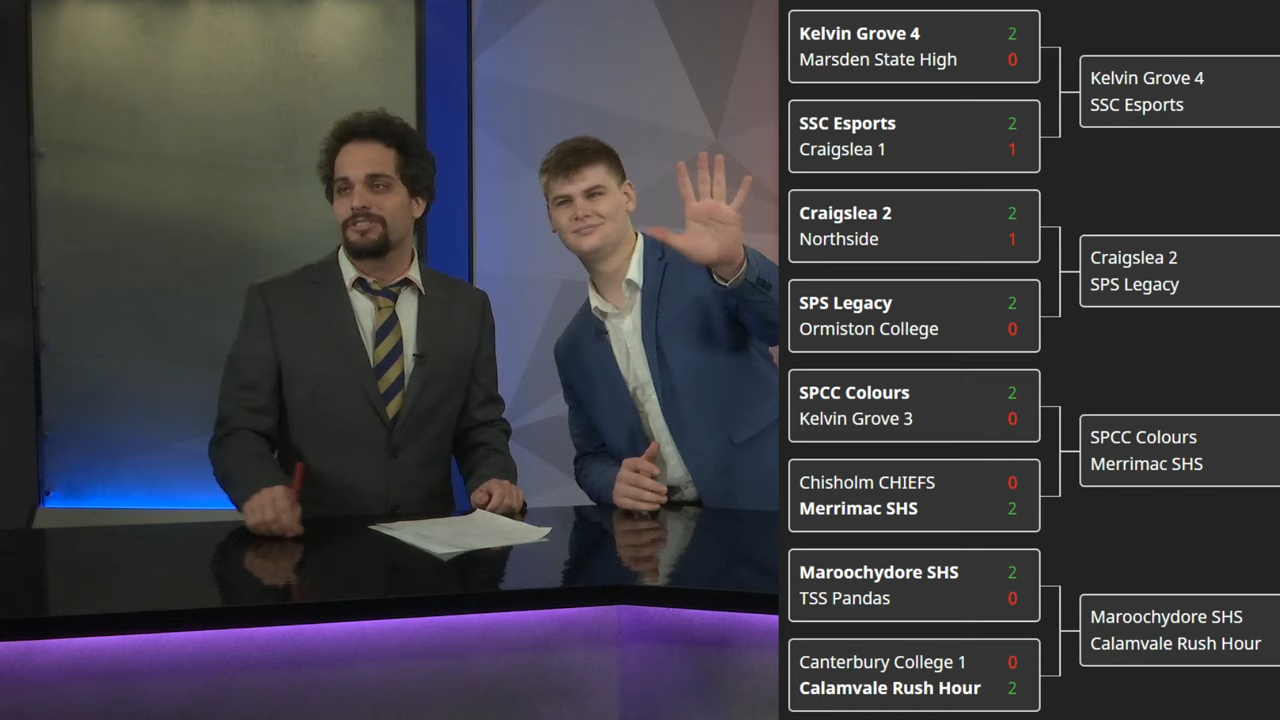 Kelvin Grove 4 2
Marsden State High 0
SSC Esports 2
Craigslea 1 1
Craigslea 2 2
Northside 1
SPS Legacy 2
Ormiston College 0
SPCC Colours 2
Kelvin Grove 3 0
Chisholm CHIEFS 0
Merrimac SHS 2
Maroochydore SHS 2
TSS Pandas 0
Canterbury College 1 0
Calamvale Rush Hour 2
Kelvin Grove 4
SSC Esports
Craigslea 2
SPS Legacy
SPCC Colours
Merrimac SHS
Maroochydore SHS
Calamvale Rush Hour